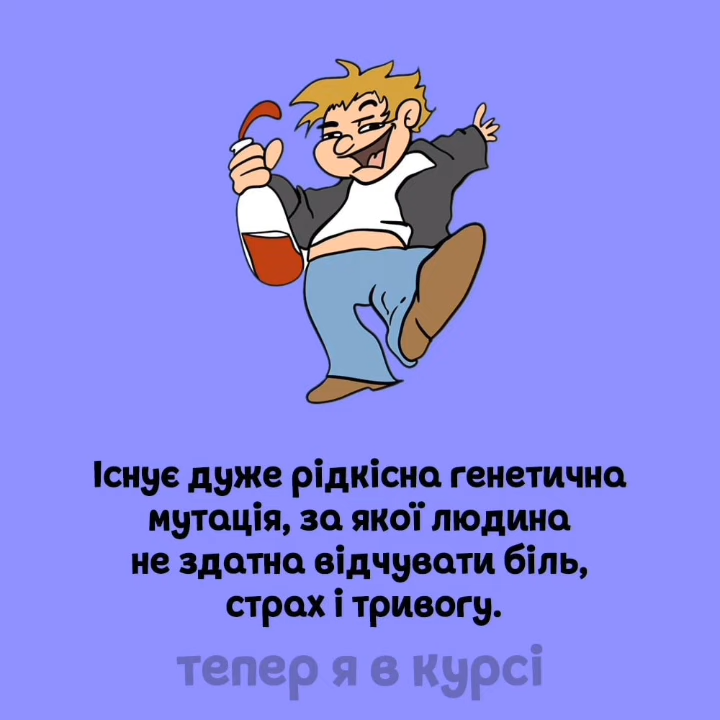 Існує дуже рідкісна генетична
мутація, за якої людина
не здатна відчувати біль,
страх і тривогу.
тепер я в курсі